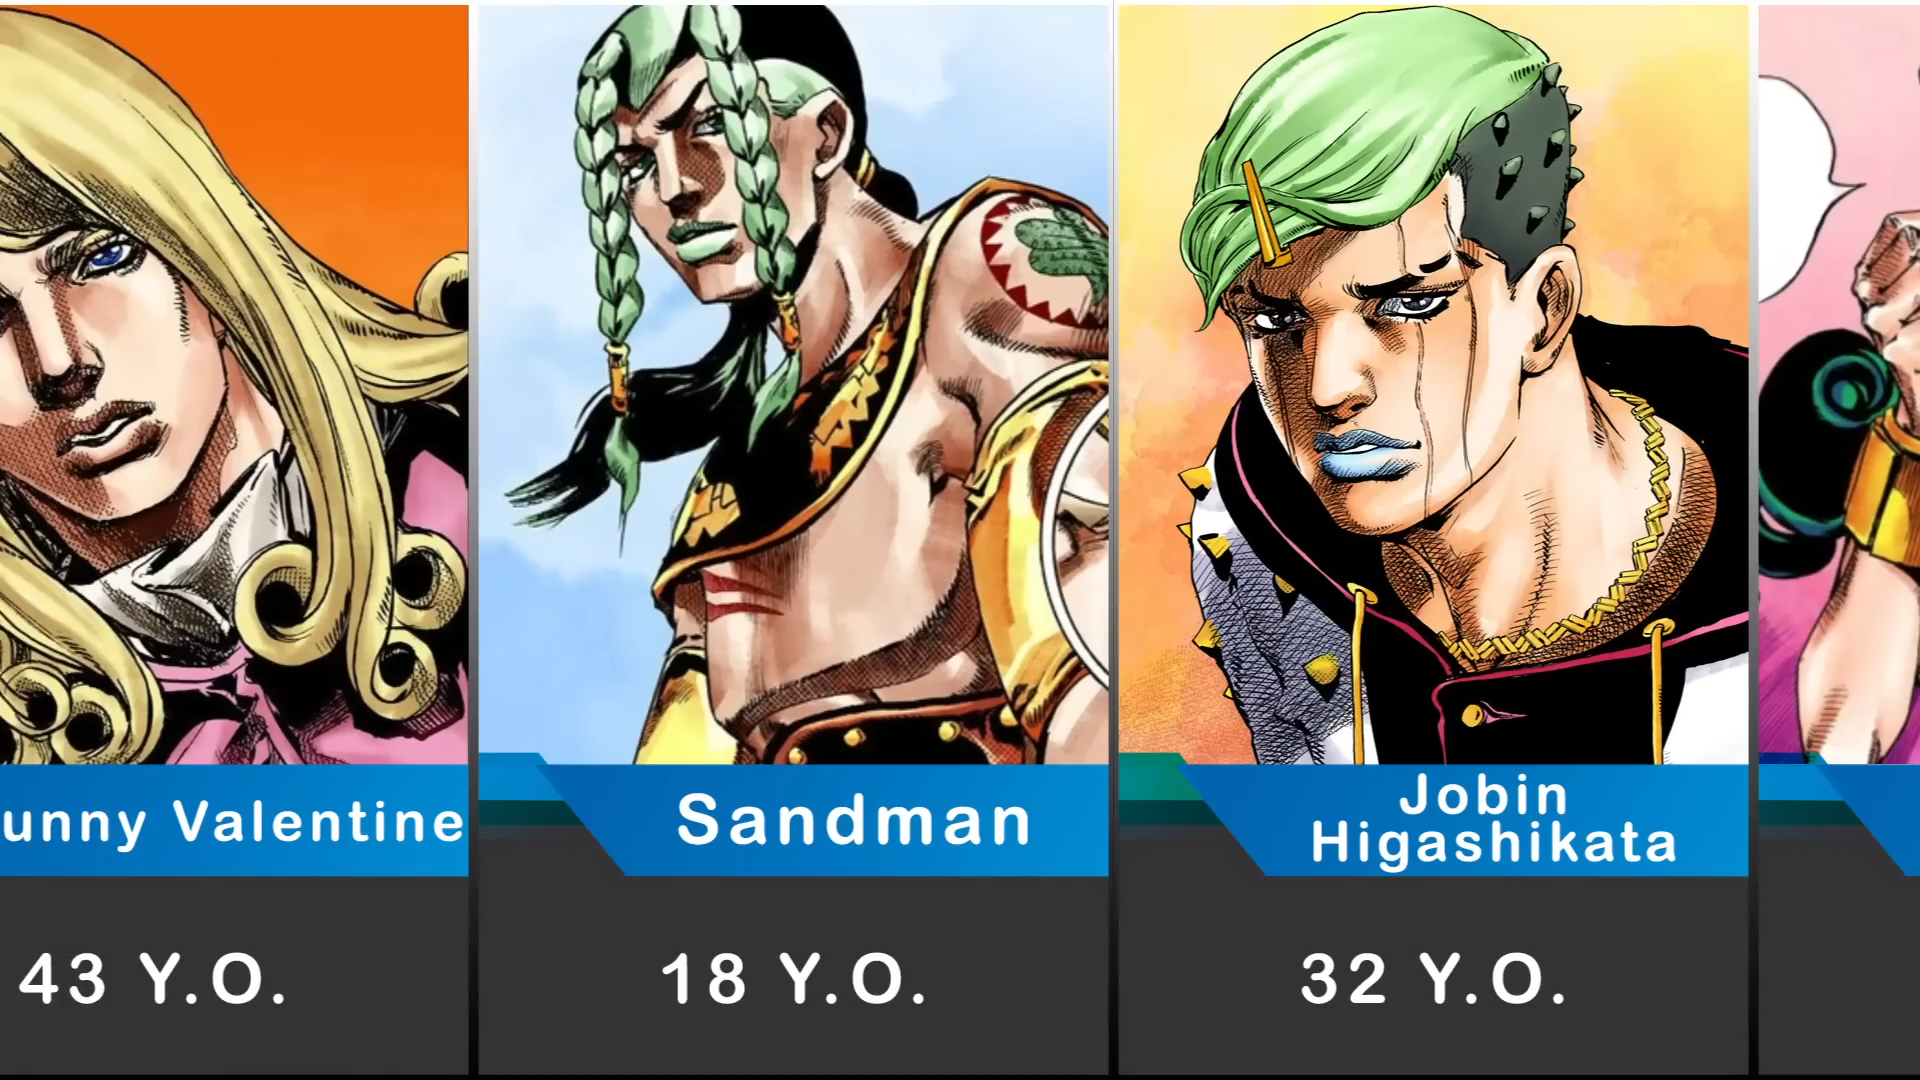 unny Valentine
43 Y.O.
Sandman
18 Y.O.
Jobin
Higashikata
32 Y.O.